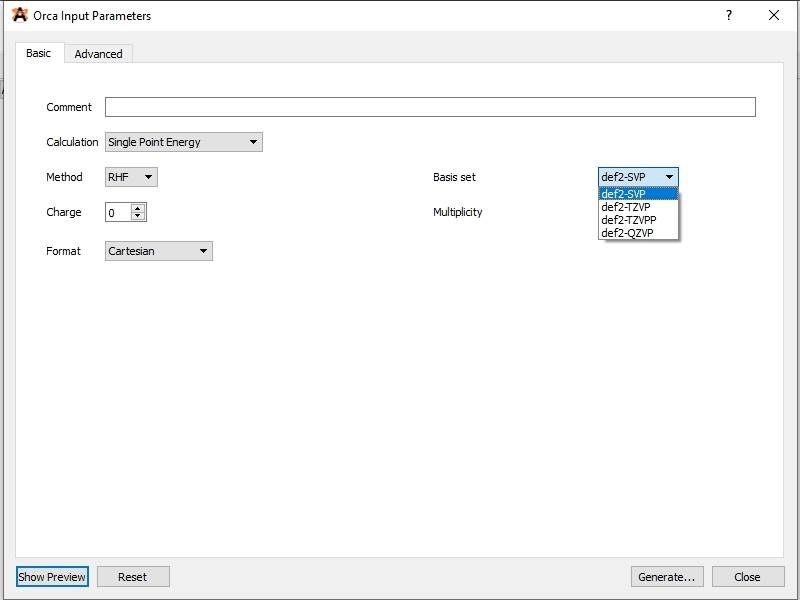 Orca Input Parameters
?
Basic
Advanced
Comment
Calculation
Single Point Energy
Method
RHF
Basis set
def2-SVP
def2-SVP
def2-TZVP
def2-TZVPP
def2-QZVP
Charge
0
Multiplicity
Format
Cartesian
Show Preview
Reset
Generate...
Close